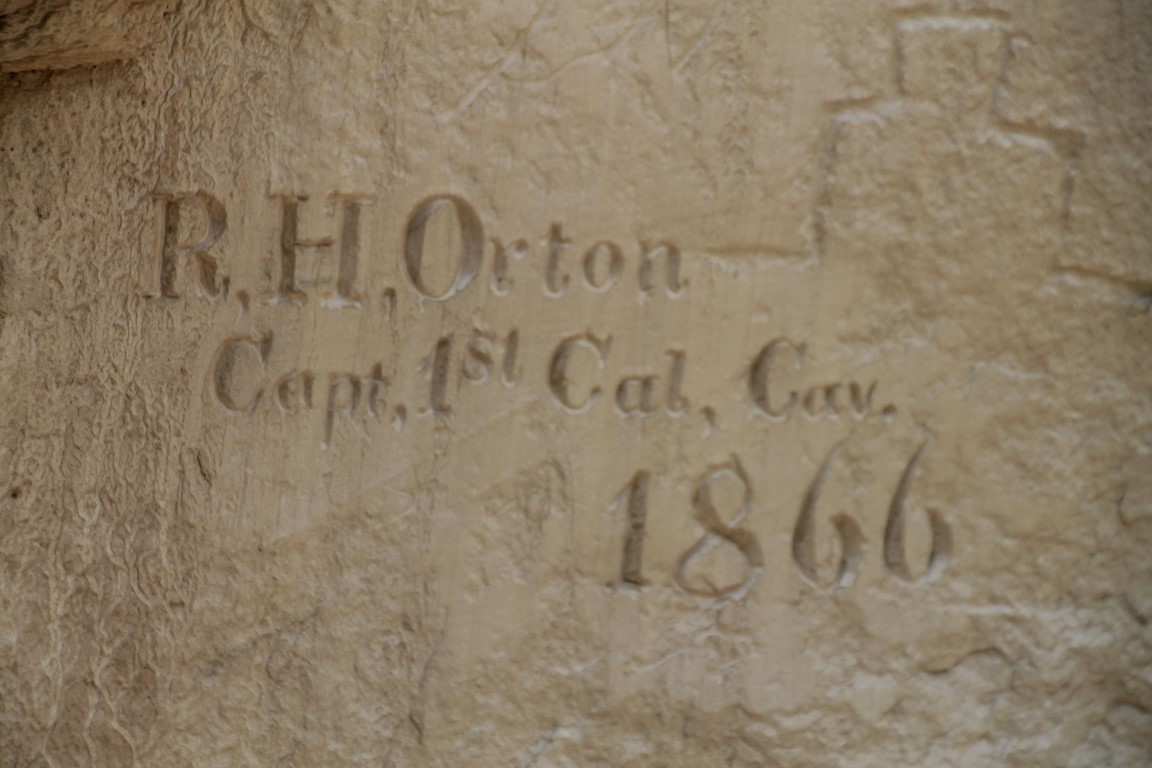 R,H,Orton
Capt,1st Cal, Cav.
1866